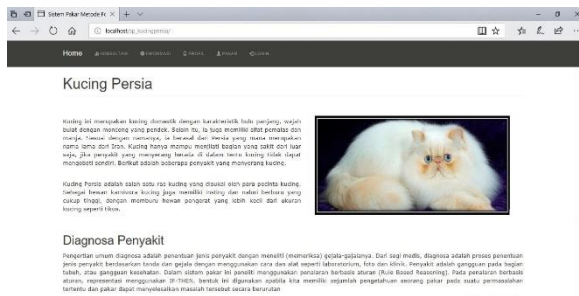 Sistem Pakar Metode Fo
localhost/sp_kucingpersia/
Home KONSULTASI INFORMASI PROFIL PAKAR LOGIN
Kucing Persia
Kucing ini merupakan kucing domestik dengan karakteristik bulu panjang, wajah
bulat dengan moncong yang pendek. Selain itu, ia juga memiliki sifat pemalas dan
manja. Sesuai dengan namanya, ia berasal dari Persia yang mana merupakan
nama lama dari Iran. Kucing hanya mampu menjilati bagian yang sakit dari luar
saja, jika penyakit yang menyerang berada di dalam tentu kucing tidak dapat
mengobati sendiri. Berikut adalah beberapa penyakit yang menyerang kucing.
Kucing Persia adalah salah satu ras kucing yang disukai oleh para pecinta kucing.
Sebagai hewan karnivora kucing juga memiliki insting dan naluri berburu yang
cukup tinggi, dengan memburu hewan pengerat yang lebih kecil dari ukuran
kucing seperti tikus.
Diagnosa Penyakit
Pengertian umum diagnosa adalah penentuan jenis penyakit dengan meneliti (memeriksa) gejala-gejalanya. Dari segi medis, diagnosa adalah proses penentuan
jenis penyakit berdasarkan tanda dan gejala dengan menggunakan cara dan alat seperti laboratorium, foto dan klinik. Penyakit adalah gangguan pada bagian
tubuh, atau gangguan kesehatan. Dalam sistem pakar ini peneliti menggunakan penalaran berbasis aturan (Rule Based Reasoning). Pada penalaran berbasis
aturan, representasi menggunakan IF-THEN, bentuk ini digunakan apabila kita memiliki sejumlah pengetahuan seorang pakar pada suatu permasalahan
tertentu dan pakar dapat menyelesaikan masalah tersebut secara berurutan